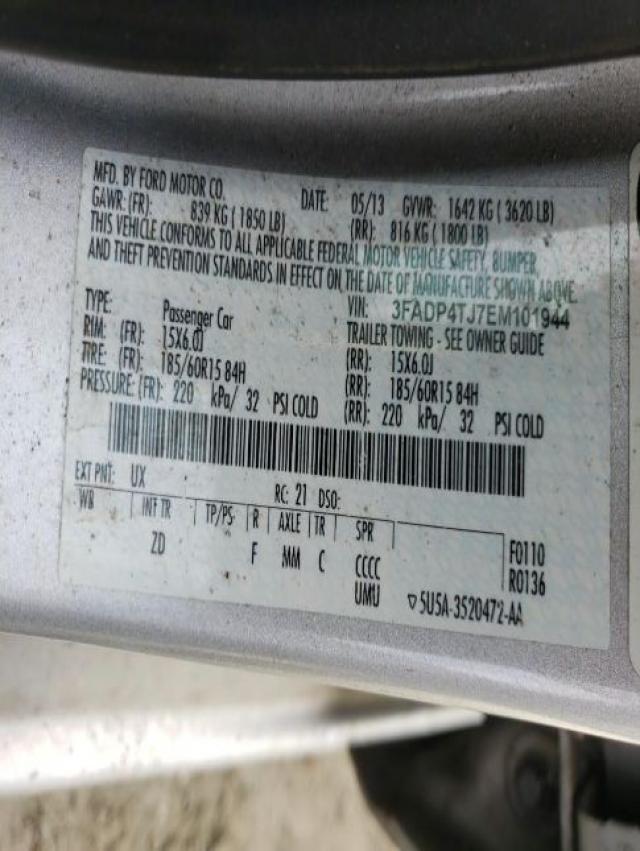 MFD. BY FORD MOTOR CO. DATE: 05/13 GVWR: 1642 KG ( 3620 LB)
GAWR: (FR): 839 KG ( 1850 LB) (RR): 816 KG ( 1800 LB)
THIS VEHICLE CONFORMS TO ALL APPLICABLE FEDERAL MOTOR VEHICLE SAFETY, BUMPER,
AND THEFT PREVENTION STANDARDS IN EFFECT ON THE DATE OF MANUFACTURE SHOWN ABOVE.
VIN: 3FADP4TJ7EM101944
TYPE: Passenger Car TRAILER TOWING - SEE OWNER GUIDE
RIM: (FR): 15X6.0J (RR): 15X6.0J
TIRE: (FR): 185/60R15 84H (RR): 185/60R15 84H
PRESSURE: (FR): 220 kPa/ 32 PSI COLD (RR): 220 kPa/ 32 PSI COLD
EXT PNT: UX RC: 21 DSO:
WB INT TR TP/PS R AXLE TR SPR F0110
ZD F MM C CCCC R0136
UMU ▽5U5A-3520472-AA